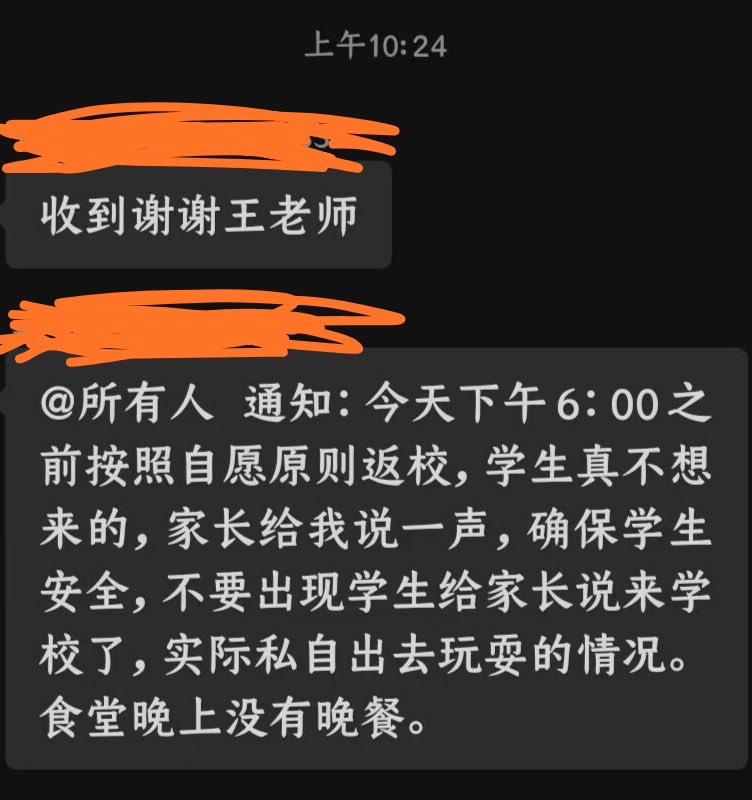 上午10:24
收到谢谢王老师
@所有人 通知：今天下午6：00之
前按照自愿原则返校，学生真不想
来的，家长给我说一声，确保学生
安全，不要出现学生给家长说来学
校了，实际私自出去玩耍的情况。
食堂晚上没有晚餐。